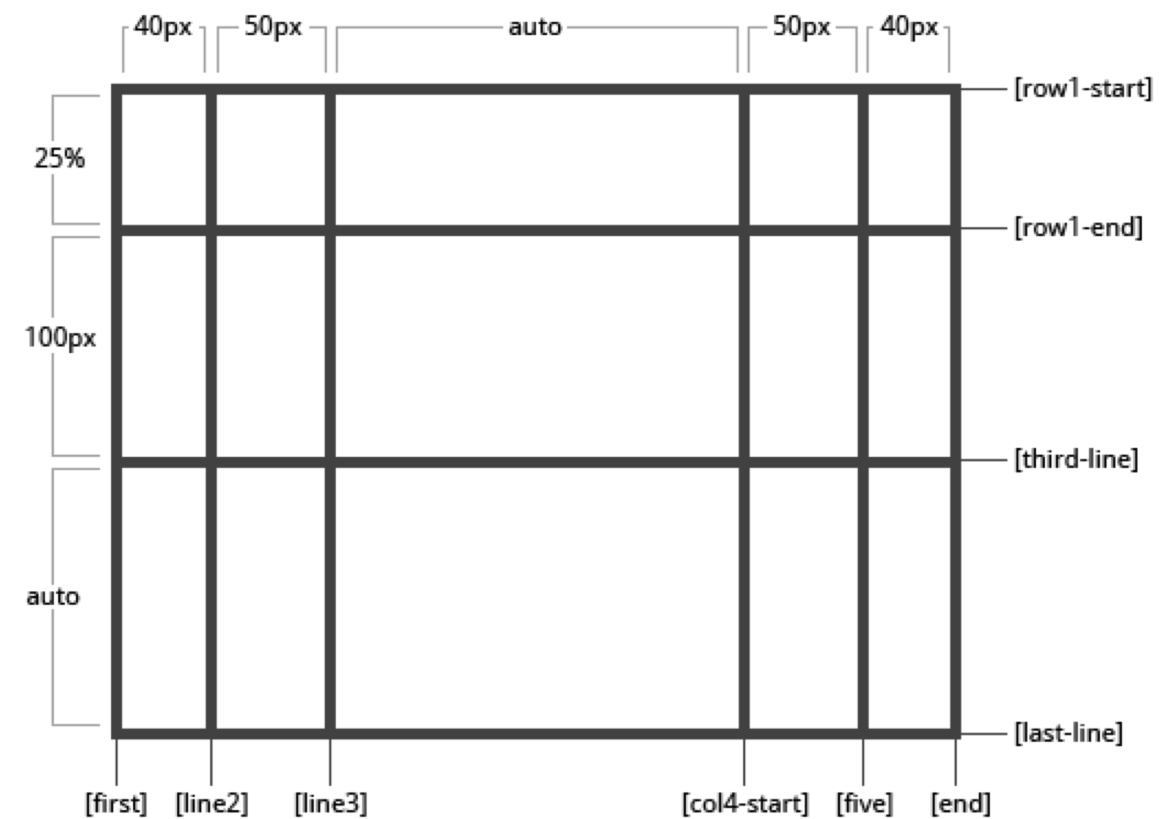 40px 50px auto 50px 40px
[row1-start]
25%
[row1-end]
100px
[third-line]
auto
[last-line]
[first] [line2] [line3] [col4-start] [five] [end]